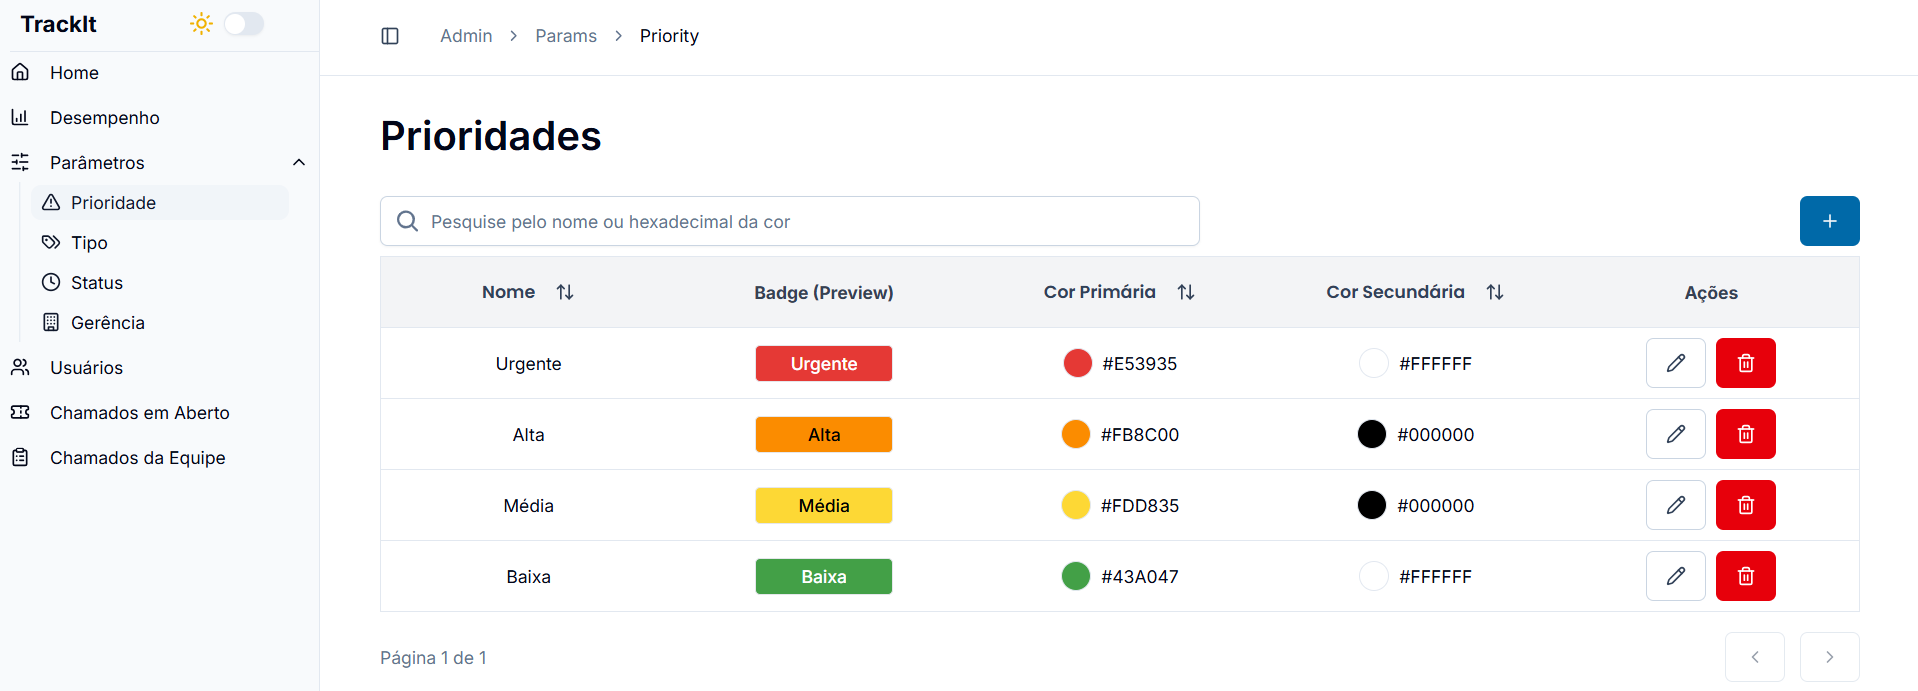 TrackIt
Home
Desempenho
Parâmetros
Prioridade
Tipo
Status
Gerência
Usuários
Chamados em Aberto
Chamados da Equipe
Admin > Params > Priority
Prioridades
Pesquise pelo nome ou hexadecimal da cor
Nome Badge (Preview) Cor Primária Cor Secundária Ações
Urgente Urgente #E53935 #FFFFFF
Alta Alta #FB8C00 #000000
Média Média #FDD835 #000000
Baixa Baixa #43A047 #FFFFFF
Página 1 de 1